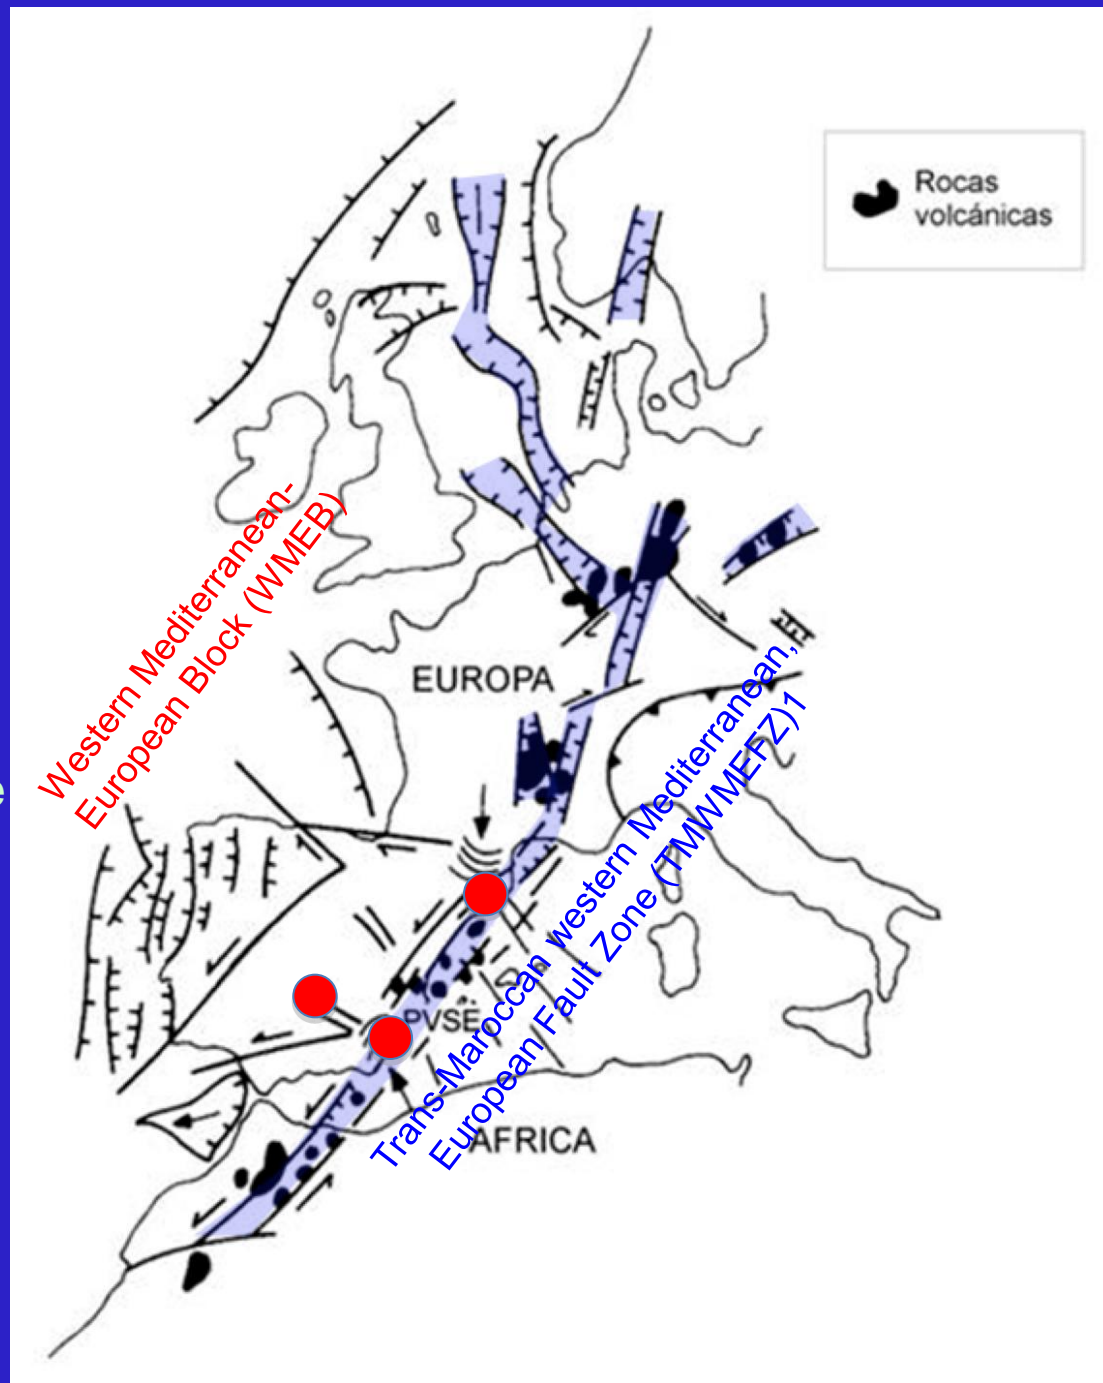 Rocas
volcánicas
Western Mediterranean-
European Block (WMEB)
EUROPA
Trans-Maroccan western Mediterranean,
European Fault Zone (TMWMEFZ)1
e
PVSE
AFRICA